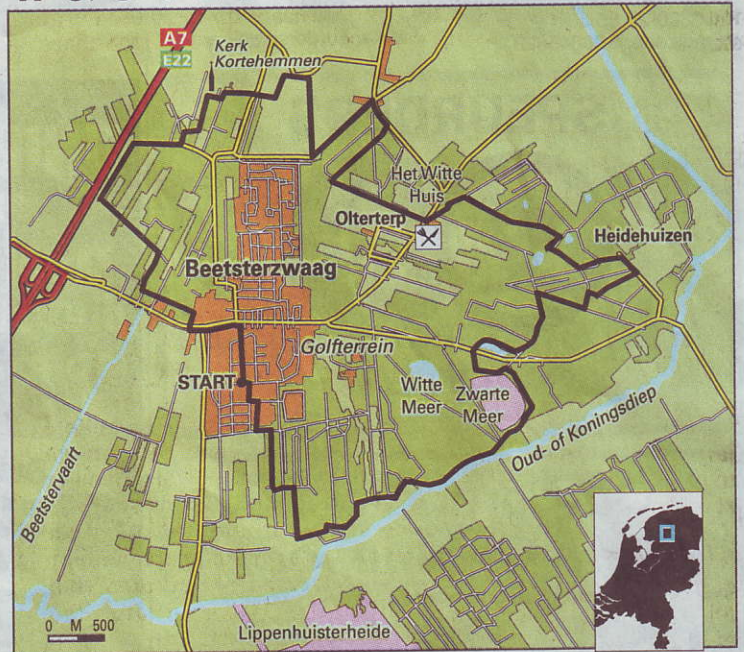 A7
E22
Kerk
Kortehemmen
Het Witte
Huis
Olterterp
Heidehuizen
Beetsterzwaag
Golfterrein
START
Witte
Meer
Zwarte
Meer
Oud- of Koningsdiep
Beetstervaart
0 M 500
Lippenhuisterheide